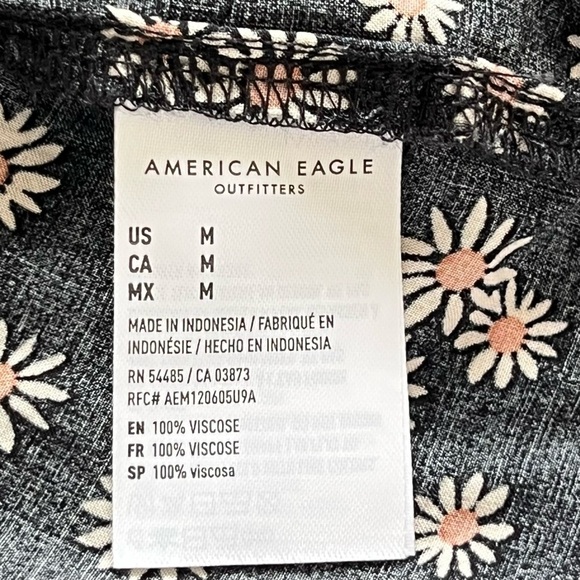 AMERICAN EAGLE
OUTFITTERS
US M
CA M
MX M
MADE IN INDONESIA / FABRIQUÉ EN
INDONÉSIE / HECHO EN INDONESIA
RN 54485 / CA 03873
RFC# AEM120605U9A
EN 100% VISCOSE
FR 100% VISCOSE
SP 100% viscosa